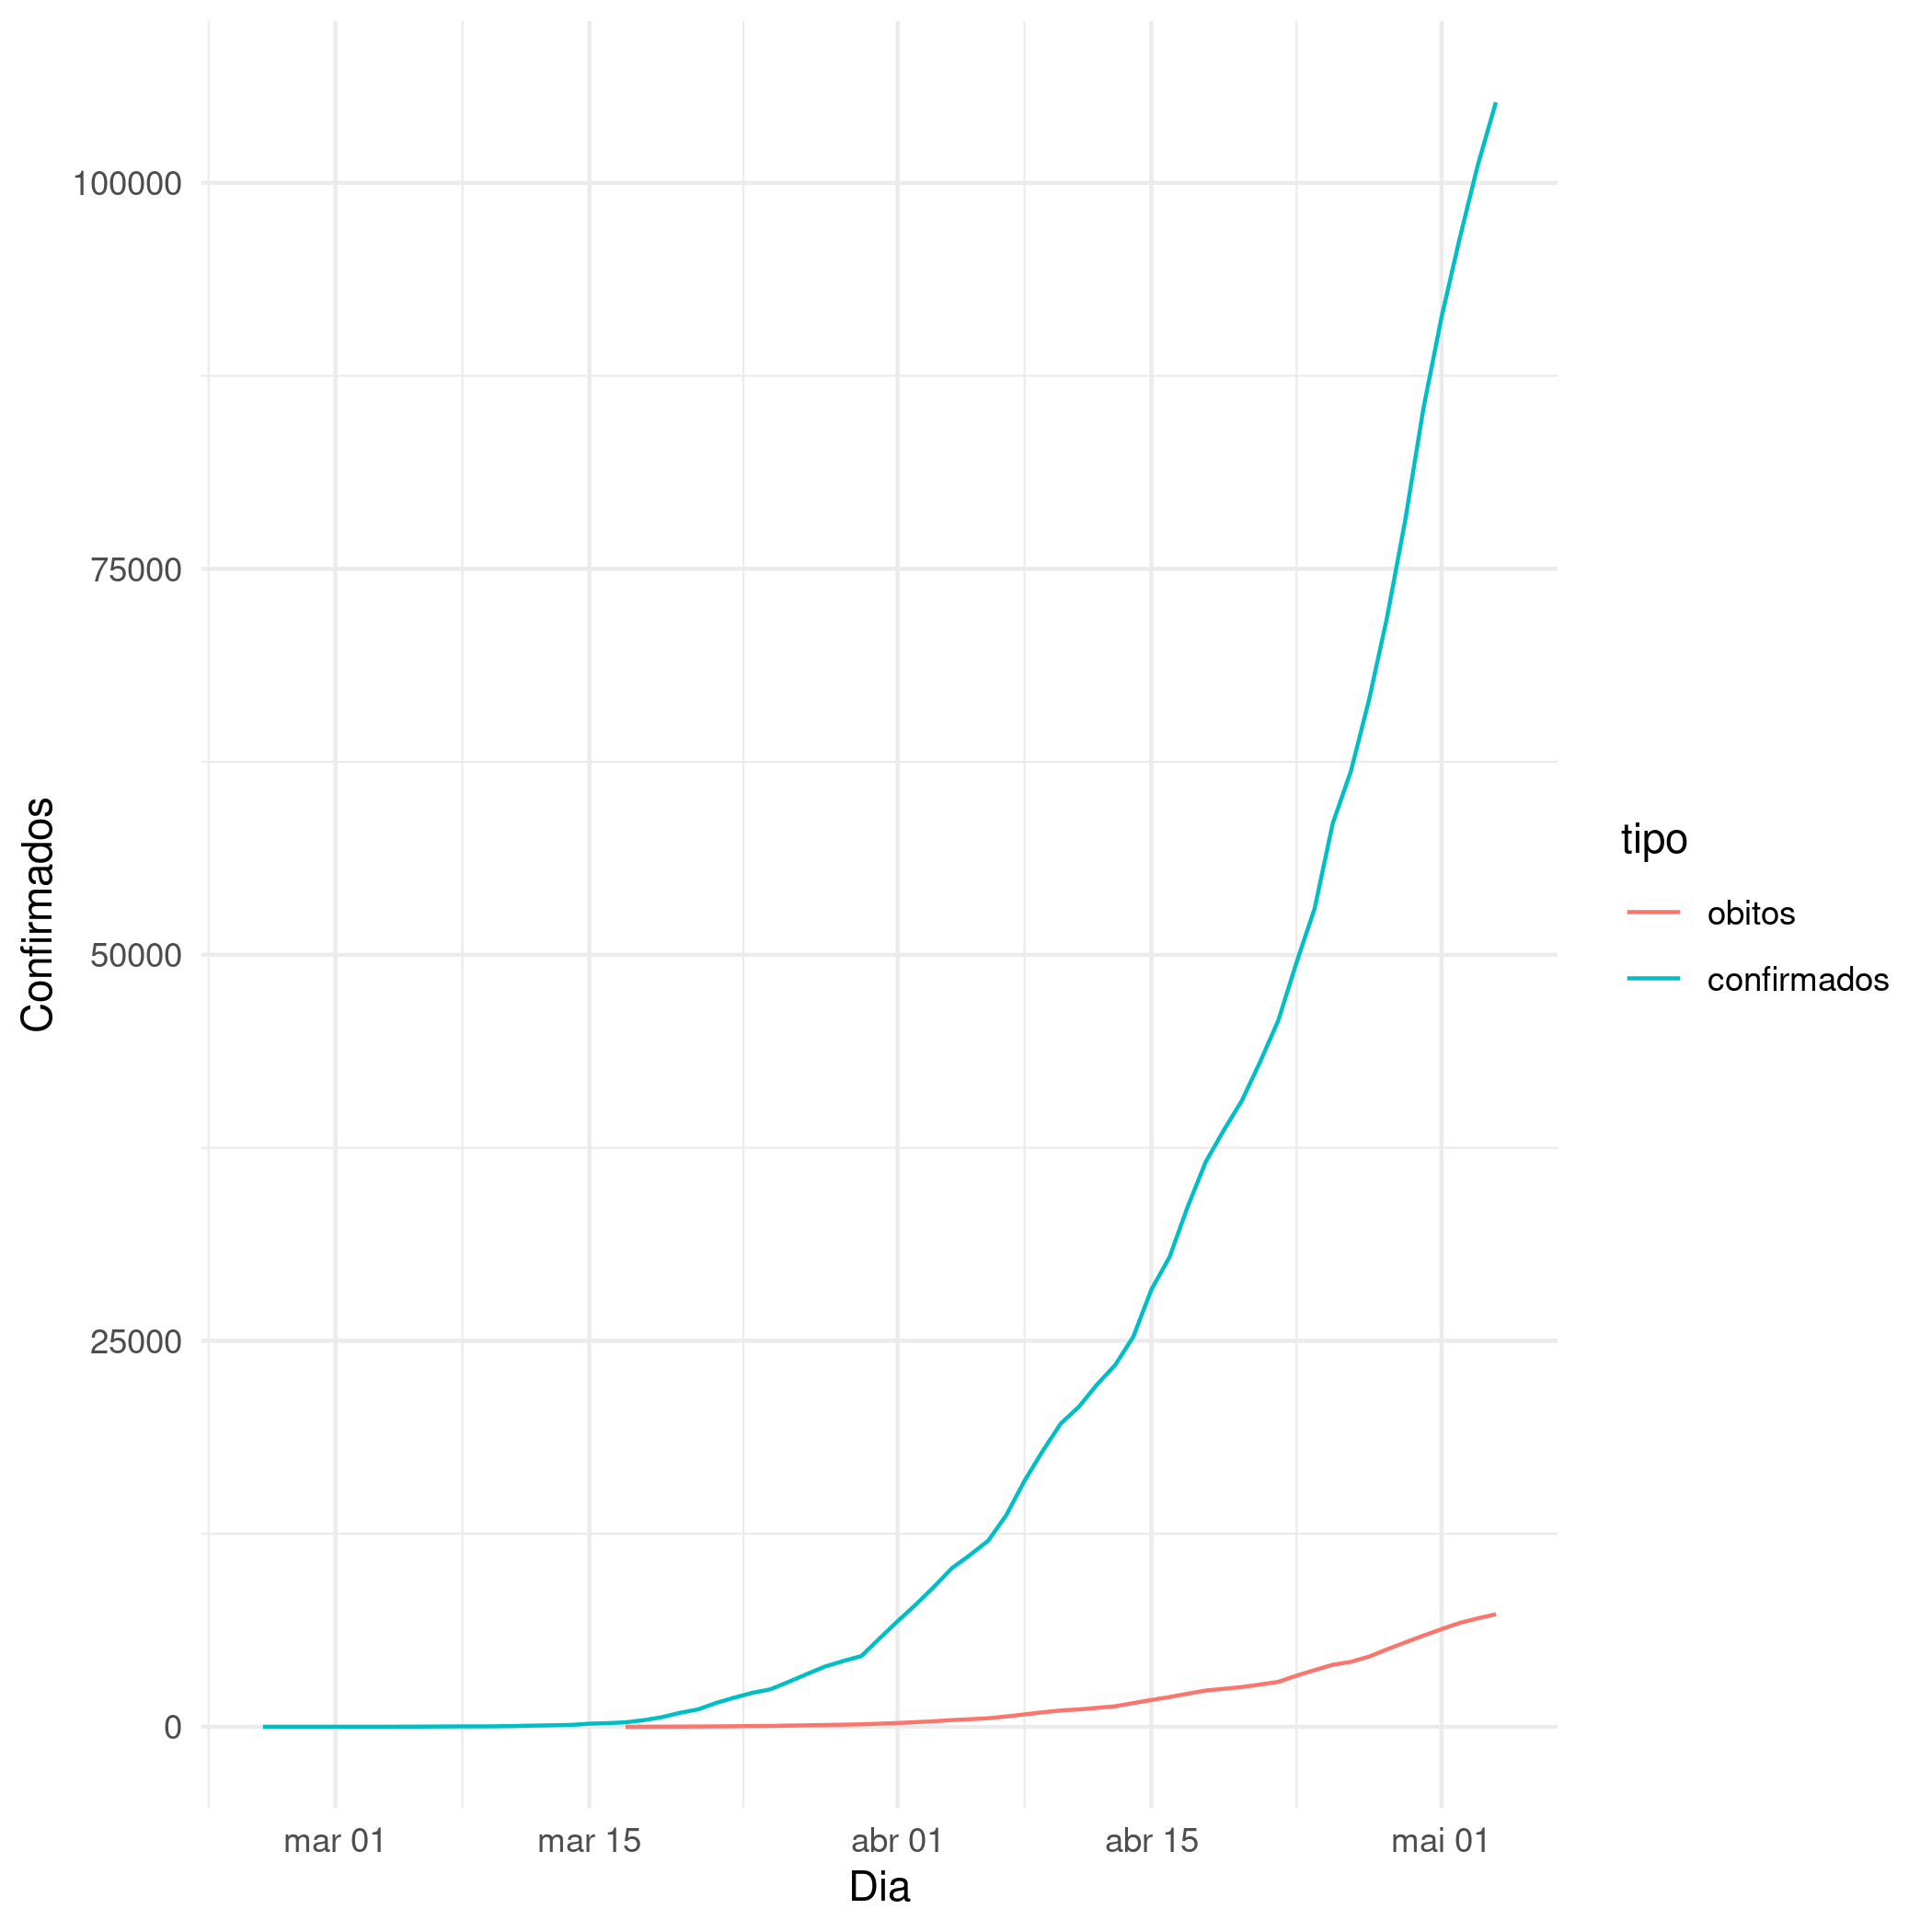 Confirmados
100000
75000
50000
25000
0
mar 01
mar 15
abr 01
abr 15
mai 01
Dia
tipo
obitos
confirmados